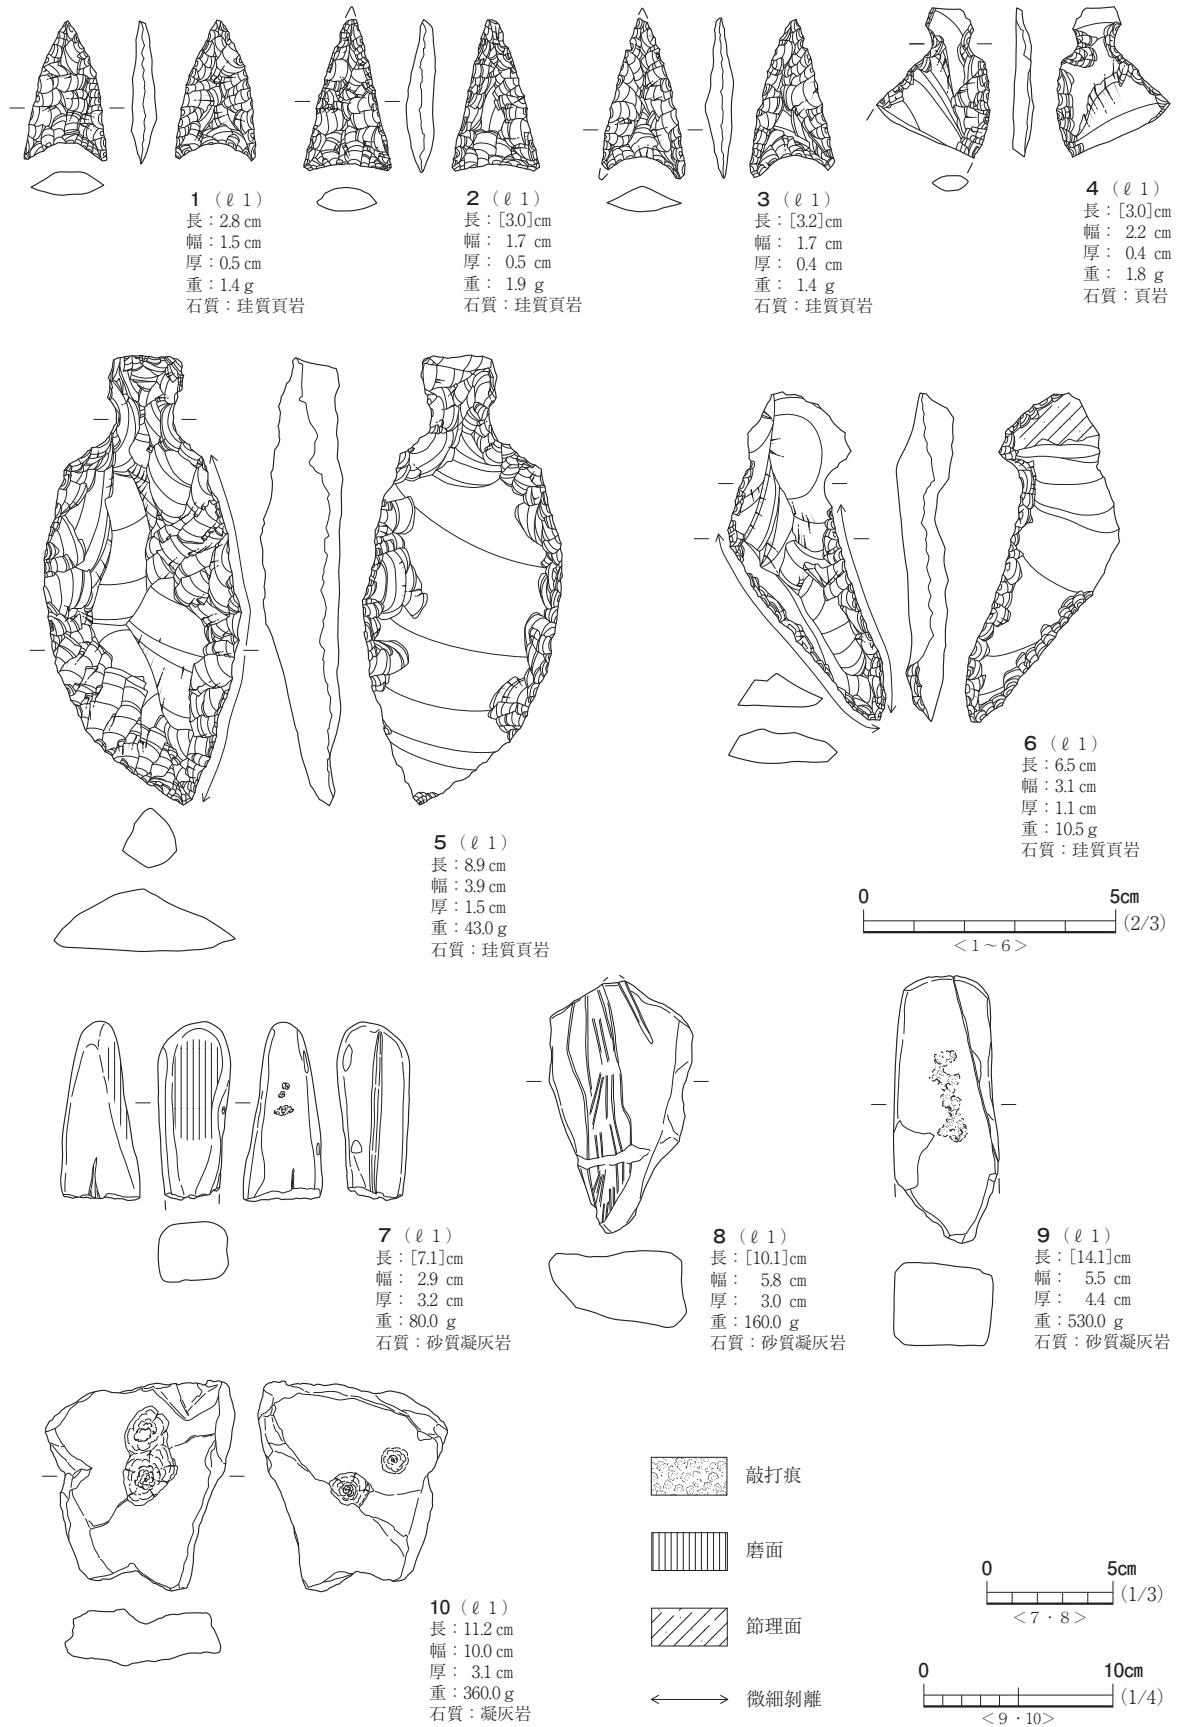 1 (ℓ 1)
長：2.8 cm
幅：1.5 cm
厚：0.5 cm
重：1.4 g
石質：珪質頁岩
2 (ℓ 1)
長：[3.0]cm
幅： 1.7 cm
厚： 0.5 cm
重： 1.9 g
石質：珪質頁岩
3 (ℓ 1)
長：[3.2]cm
幅： 1.7 cm
厚： 0.4 cm
重： 1.4 g
石質：珪質頁岩
4 (ℓ 1)
長：[3.0]cm
幅： 2.2 cm
厚： 0.4 cm
重： 1.8 g
石質：頁岩
5 (ℓ 1)
長：8.9 cm
幅：3.9 cm
厚：1.5 cm
重：43.0 g
石質：珪質頁岩
6 (ℓ 1)
長：6.5 cm
幅：3.1 cm
厚：1.1 cm
重：10.5 g
石質：珪質頁岩
0 5cm
(2/3)
＜1～6＞
7 (ℓ 1)
長：[7.1]cm
幅： 2.9 cm
厚： 3.2 cm
重：80.0 g
石質：砂質凝灰岩
8 (ℓ 1)
長：[10.1]cm
幅： 5.8 cm
厚： 3.0 cm
重：160.0 g
石質：砂質凝灰岩
9 (ℓ 1)
長：[14.1]cm
幅： 5.5 cm
厚： 4.4 cm
重：530.0 g
石質：砂質凝灰岩
10 (ℓ 1)
長：11.2 cm
幅：10.0 cm
厚： 3.1 cm
重：360.0 g
石質：凝灰岩
敲打痕
磨面
節理面
微細剝離
0 5cm
(1/3)
＜7・8＞
0 10cm
(1/4)
＜9・10＞